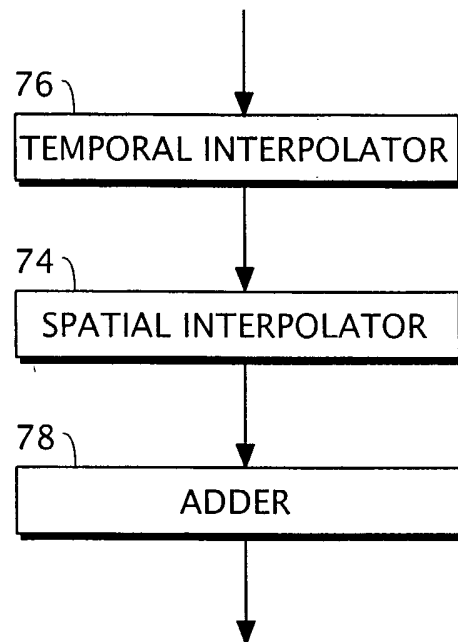 76
TEMPORAL INTERPOLATOR
74
SPATIAL INTERPOLATOR
78
ADDER